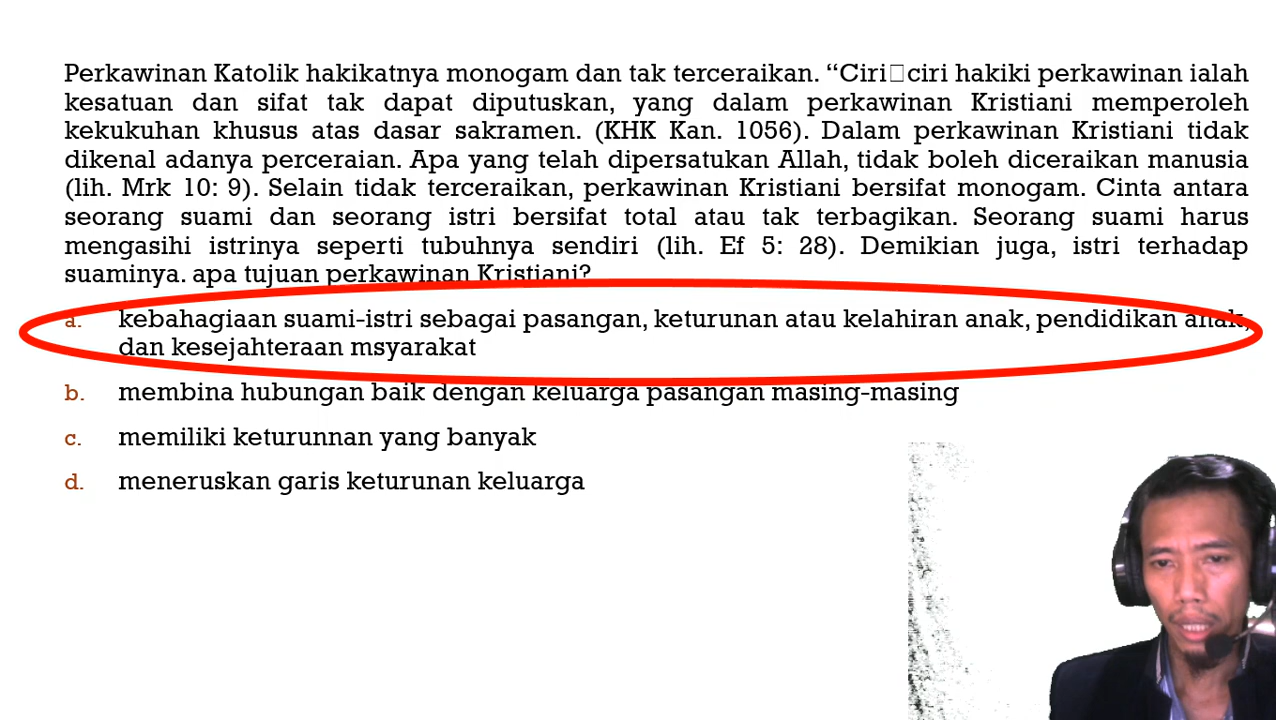 Perkawinan Katolik hakikatnya monogam dan tak terceraikan. “Ciri□ciri hakiki perkawinan ialah
kesatuan dan sifat tak dapat diputuskan, yang dalam perkawinan Kristiani memperoleh
kekukuhan khusus atas dasar sakramen. (KHK Kan. 1056). Dalam perkawinan Kristiani tidak
dikenal adanya perceraian. Apa yang telah dipersatukan Allah, tidak boleh diceraikan manusia
(lih. Mrk 10: 9). Selain tidak terceraikan, perkawinan Kristiani bersifat monogam. Cinta antara
seorang suami dan seorang istri bersifat total atau tak terbagikan. Seorang suami harus
mengasihi istrinya seperti tubuhnya sendiri (lih. Ef 5: 28). Demikian juga, istri terhadap
suaminya. apa tujuan perkawinan Kristiani?
a. kebahagiaan suami-istri sebagai pasangan, keturunan atau kelahiran anak, pendidikan anak,
dan kesejahteraan msyarakat
b. membina hubungan baik dengan keluarga pasangan masing-masing
c. memiliki keturunnan yang banyak
d. meneruskan garis keturunan keluarga